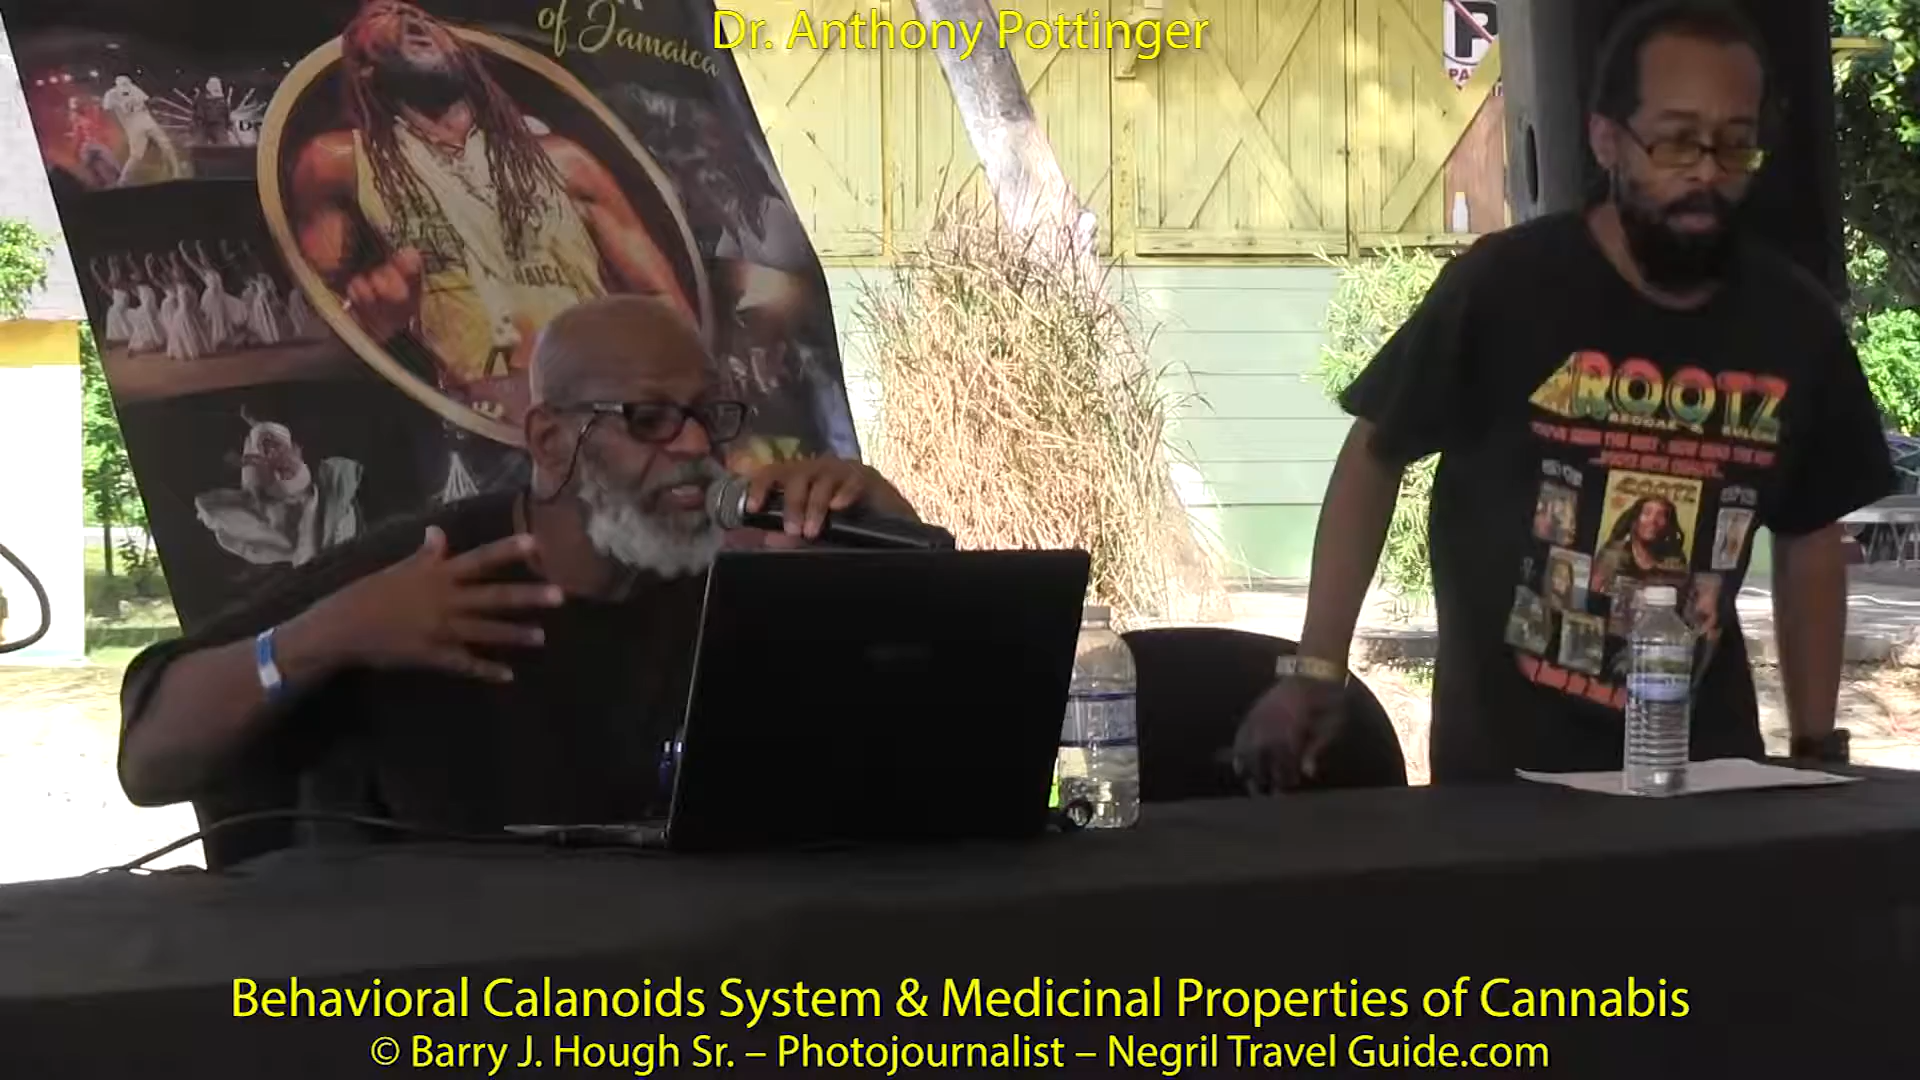 Dr. Anthony Pottinger
of Jamaica
P
PA
ROOTZ
Behavioral Calanoids System & Medicinal Properties of Cannabis
© Barry J. Hough Sr. – Photojournalist – Negril Travel Guide.com